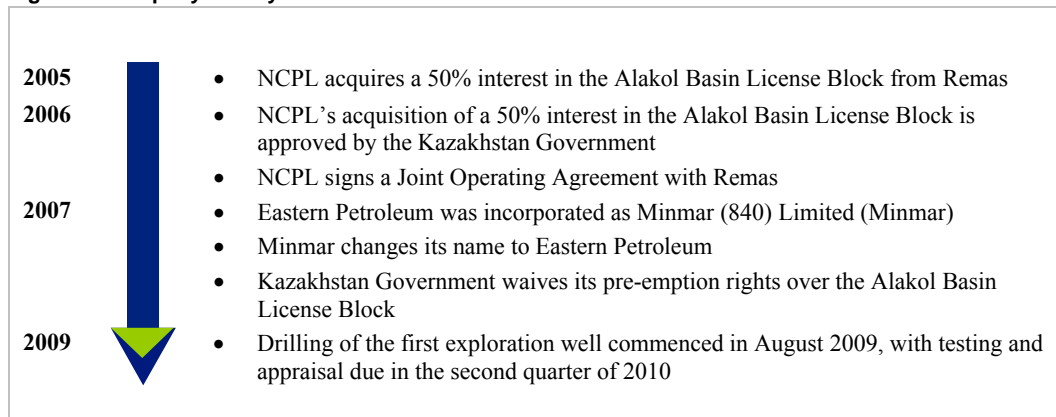 2005
• NCPL acquires a 50% interest in the Alakol Basin License Block from Remas
2006
• NCPL’s acquisition of a 50% interest in the Alakol Basin License Block is
approved by the Kazakhstan Government
• NCPL signs a Joint Operating Agreement with Remas
2007
• Eastern Petroleum was incorporated as Minmar (840) Limited (Minmar)
• Minmar changes its name to Eastern Petroleum
• Kazakhstan Government waives its pre-emption rights over the Alakol Basin
License Block
2009
• Drilling of the first exploration well commenced in August 2009, with testing and
appraisal due in the second quarter of 2010